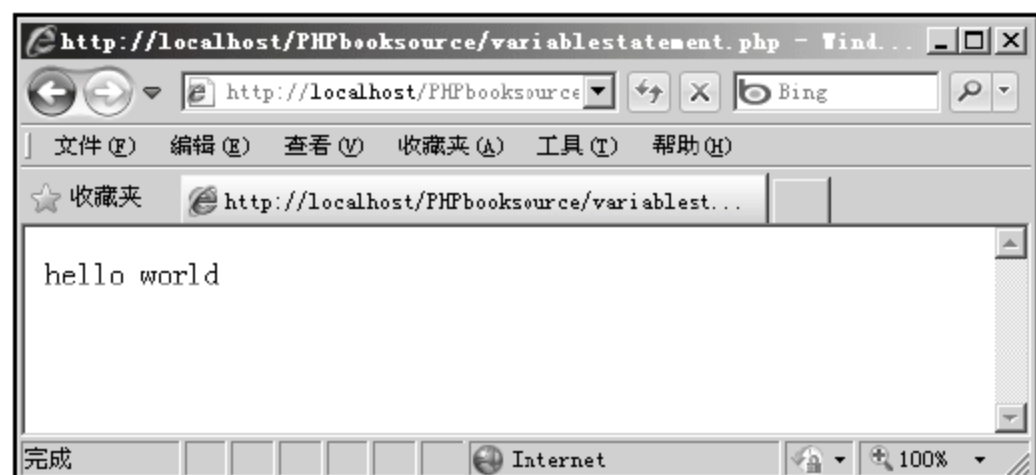 http://localhost/PHPbooksource/variablestatement.php - Wind...
http://localhost/PHPbooksource Bing
文件(F) 编辑(E) 查看(V) 收藏夹(A) 工具(T) 帮助(H)
收藏夹 http://localhost/PHPbooksource/variablest...
hello world
完成 Internet 100%